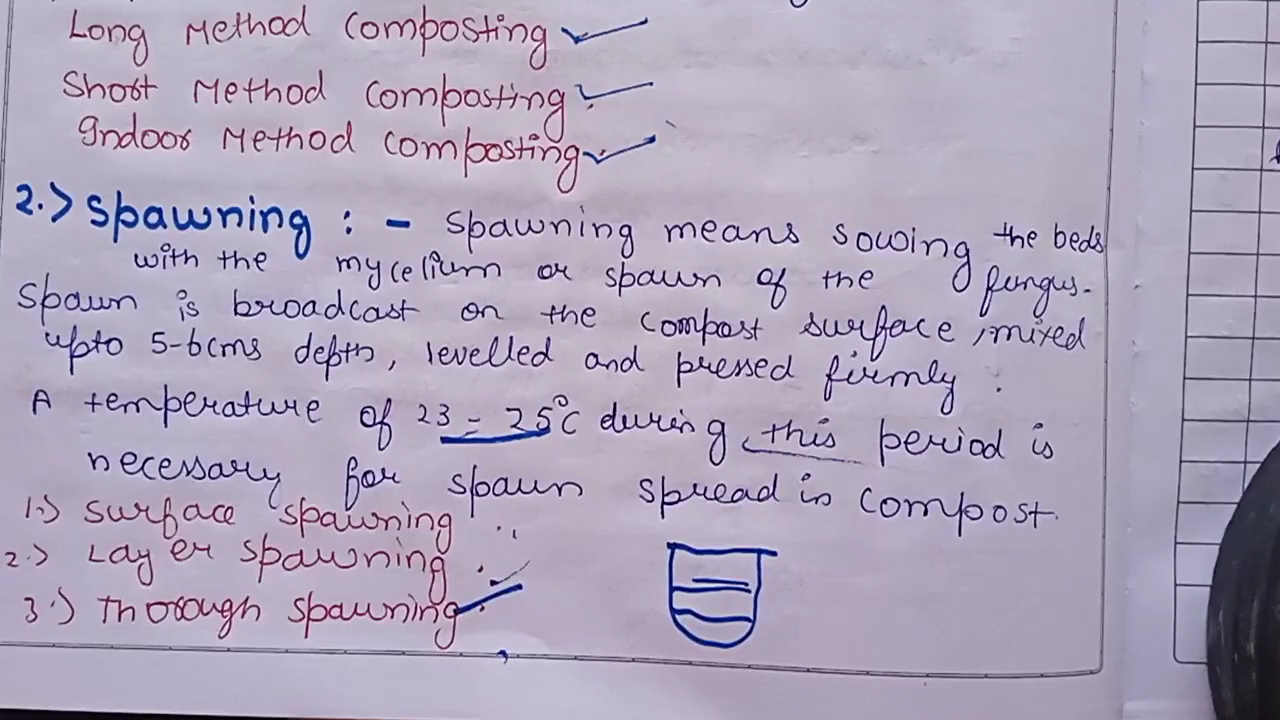 Long Method Composting
Short Method Composting
Indoor Method Composting
2.> Spawning : - Spawning means sowing the beds
with the mycelium or spawn of the fungus.
Spawn is broadcast on the compost surface, mixed
upto 5-6cms depth, levelled and pressed firmly.
A temperature of 23 - 25°C during this period is
necessary for spawn spread in compost.
1.> Surface spawning
2.> Layer spawning
3.> Thorough spawning